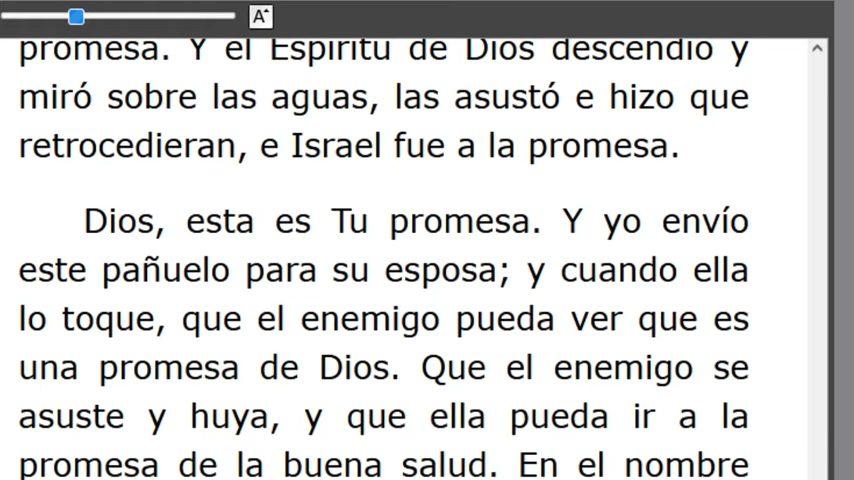 A
promesa. Y el Espíritu de Dios descendió y
miró sobre las aguas, las asustó e hizo que
retrocedieran, e Israel fue a la promesa.
Dios, esta es Tu promesa. Y yo envío
este pañuelo para su esposa; y cuando ella
lo toque, que el enemigo pueda ver que es
una promesa de Dios. Que el enemigo se
asuste y huya, y que ella pueda ir a la
promesa de la buena salud. En el nombre